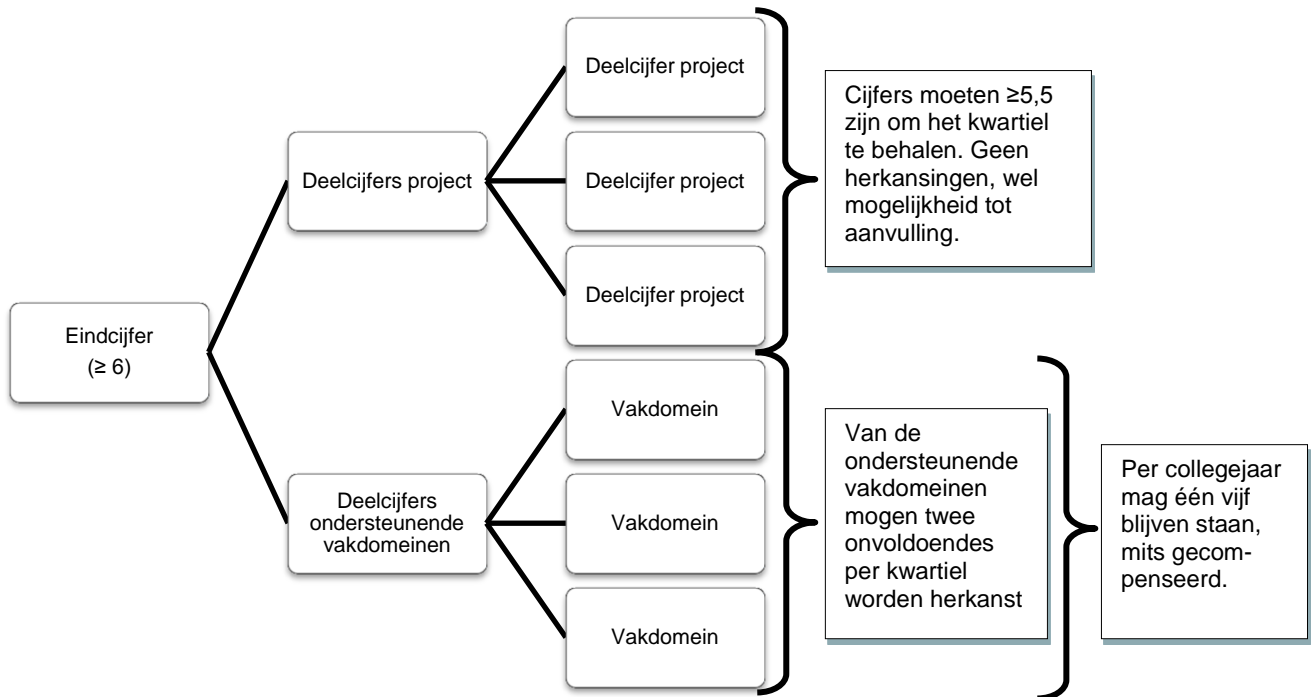 Eindcijfer
(≥ 6)
Deelcijfers project
Deelcijfer project
Deelcijfer project
Deelcijfer project
Cijfers moeten ≥5,5
zijn om het kwartiel
te behalen. Geen
herkansingen, wel
mogelijkheid tot
aanvulling.
Deelcijfers
ondersteunende
vakdomeinen
Vakdomein
Vakdomein
Vakdomein
Van de
ondersteunende
vakdomeinen
mogen twee
onvoldoendes
per kwartiel
worden herkanst
Per collegejaar
mag één vijf
blijven staan,
mits gecom-
penseerd.